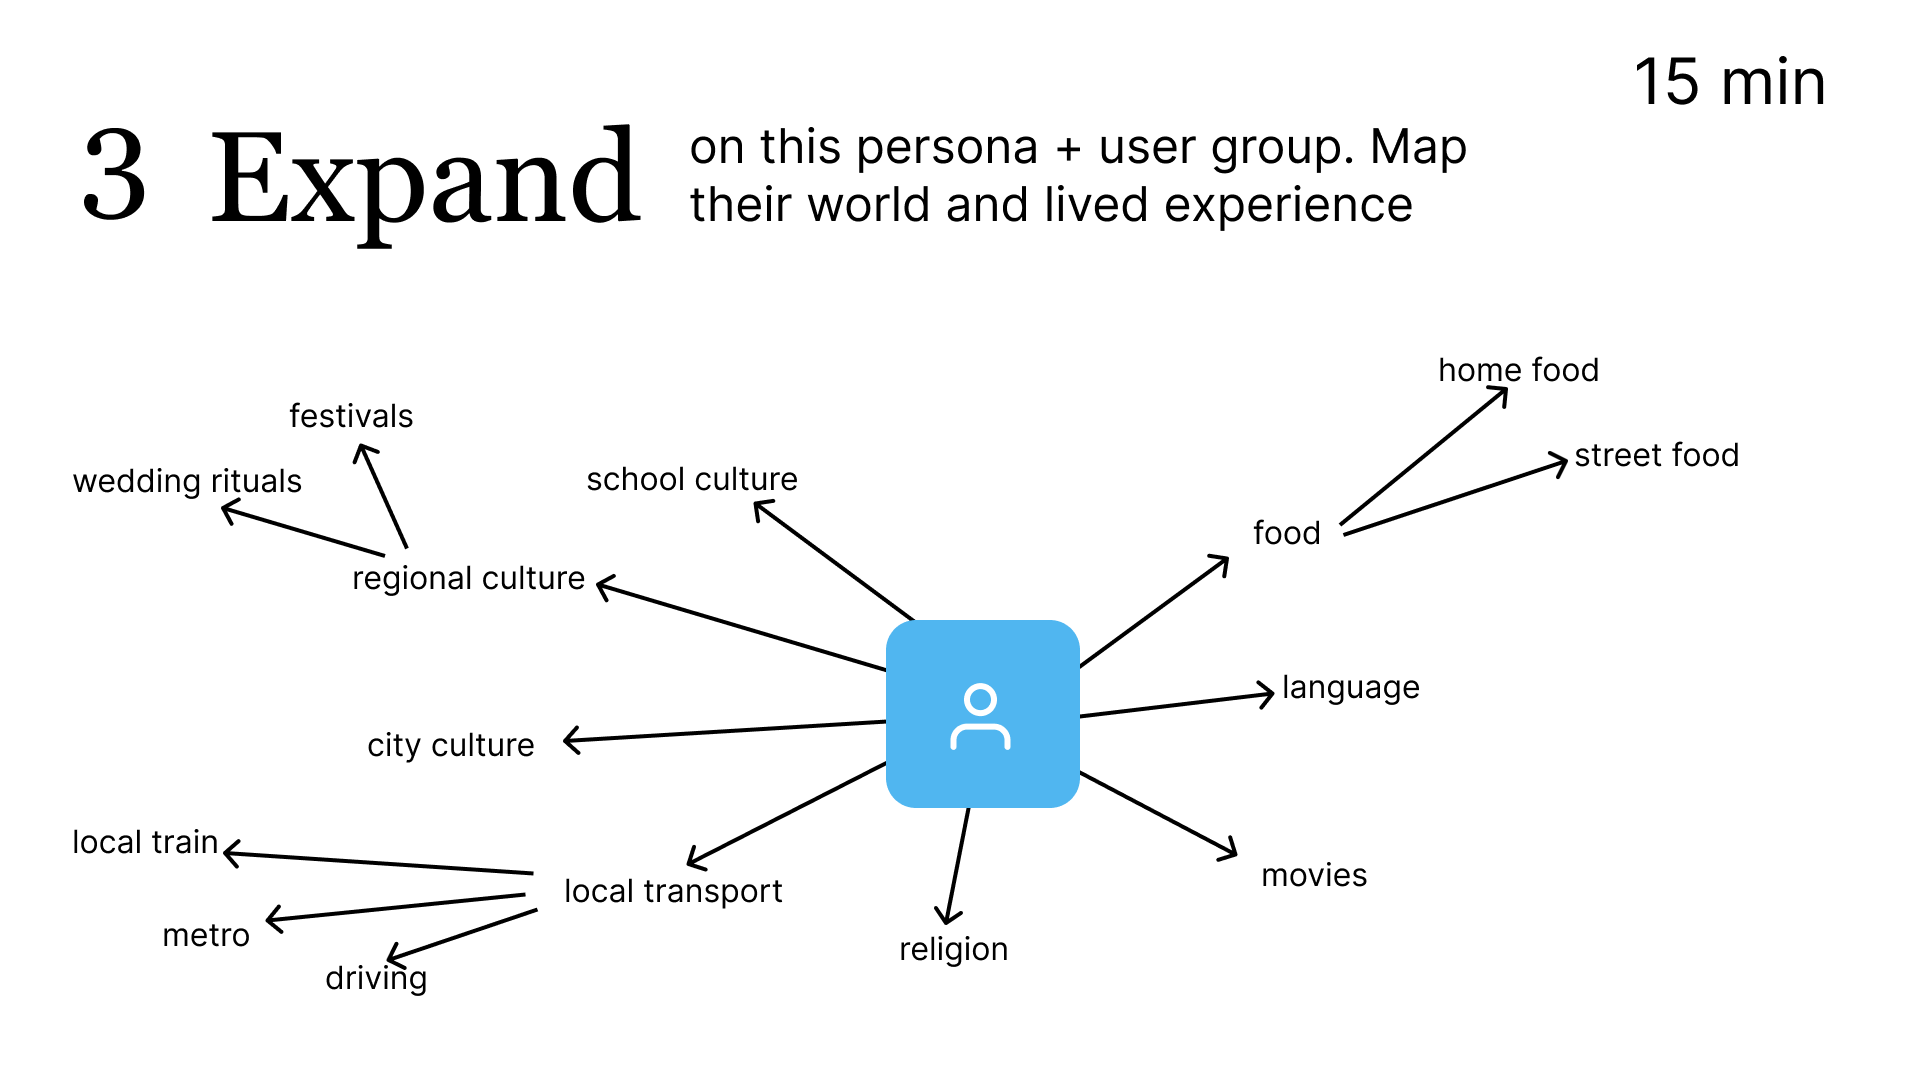 15 min
3 Expand
on this persona + user group. Map
their world and lived experience
home food
festivals
street food
wedding rituals
school culture
food
regional culture
language
city culture
local train
movies
local transport
metro
religion
driving